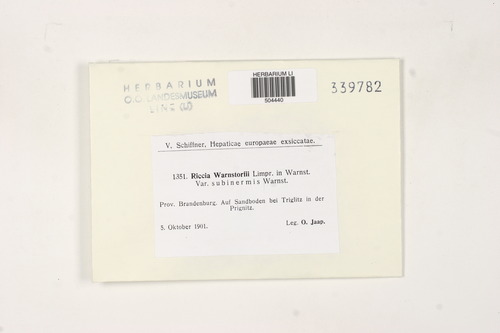 HERBARIUM
O.Ö. LANDESMUSEUM
LINZ (LI)
HERBARIUM LI
504440
339782
V. Schiffner, Hepaticae europaeae exsiccatae.
1351. Riccia Warnstorfii Limpr. in Warnst.
Var. subinermis Warnst.
Prov. Brandenburg. Auf Sandboden bei Triglitz in der
Prignitz.
5. Oktober 1901.
Leg. O. Jaap.